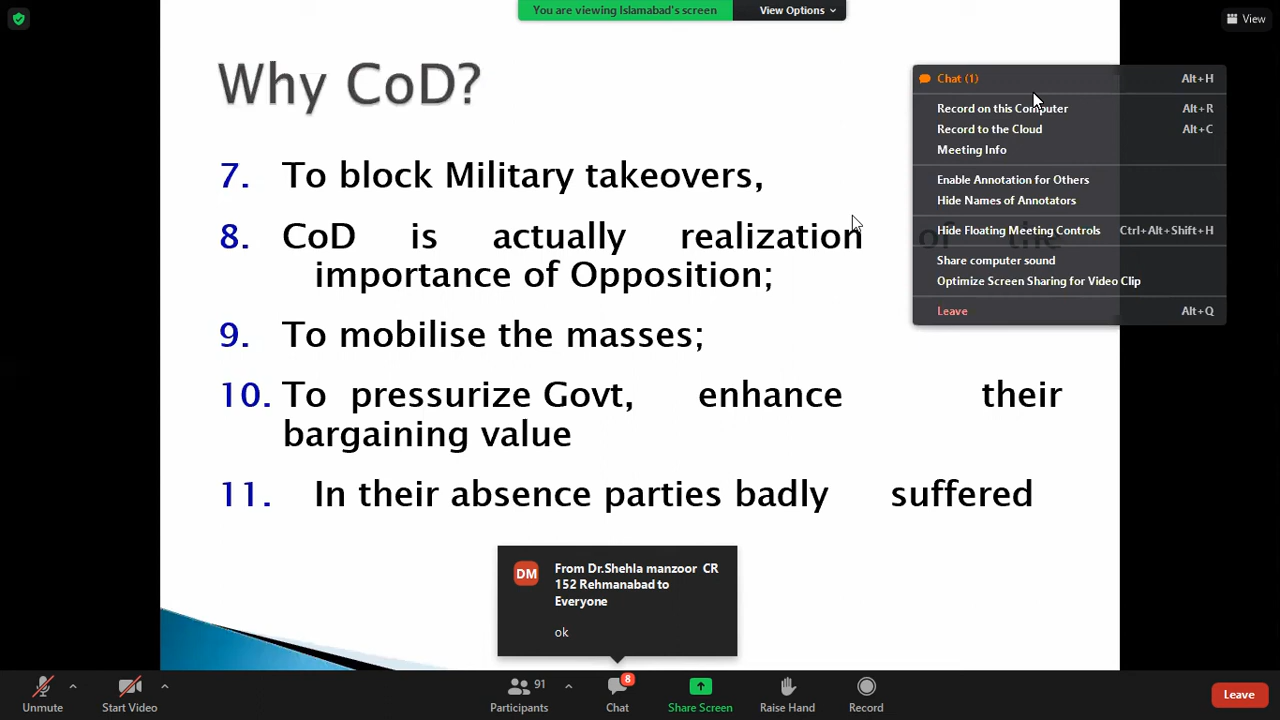 You are viewing Islamabad's screen
View Options
View
Why CoD?
Chat (1) Alt+H
Record on this Computer Alt+R
Record to the Cloud Alt+C
Meeting Info
Enable Annotation for Others
Hide Names of Annotators
Hide Floating Meeting Controls Ctrl+Alt+Shift+H
Share computer sound
Optimize Screen Sharing for Video Clip
Leave Alt+Q
7. To block Military takeovers,
8. CoD is actually realization of the
importance of Opposition;
9. To mobilise the masses;
10. To pressurize Govt, enhance their
bargaining value
11. In their absence parties badly suffered
DM
From Dr.Shehla manzoor CR
152 Rehmanabad to
Everyone
ok
Unmute
Start Video
91
Participants
8
Chat
Share Screen
Raise Hand
Record
Leave